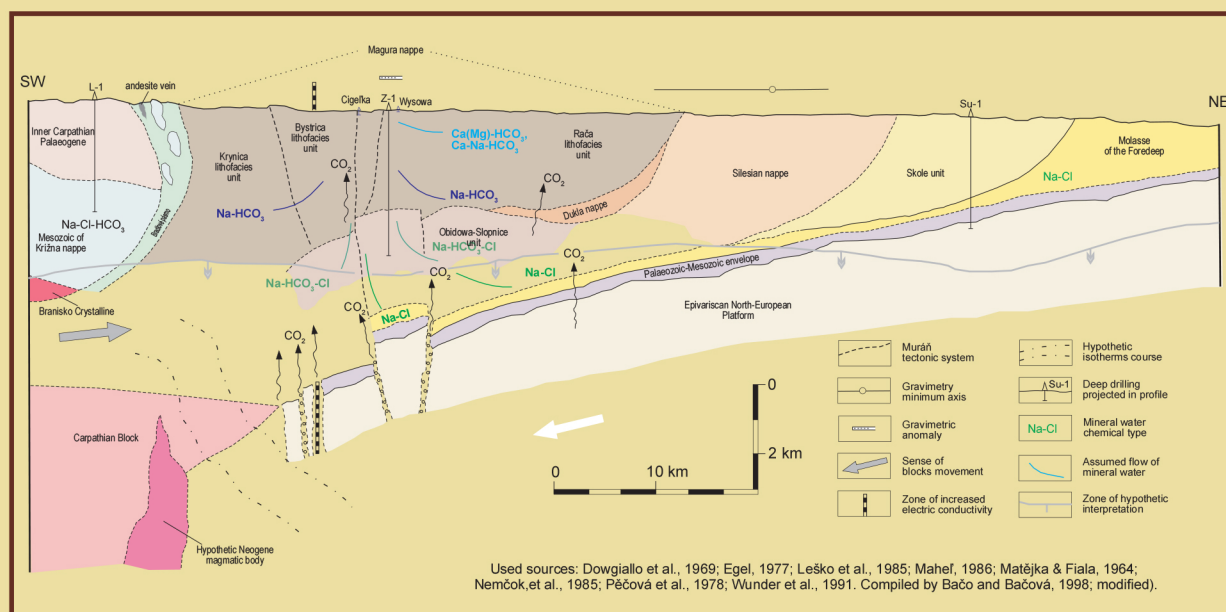 Magura nappe
SW
NE
L-1
andesite vein
Cigeľka
Z-1
Wysowa
Su-1
Inner Carpathian
Palaeogene
Krynica
lithofacies
unit
Bystrica
lithofacies
unit
Ca(Mg)-HCO₃,
Ca-Na-HCO₃
Rača
lithofacies
unit
Molasse
of the Foredeep
CO₂
CO₂
Silesian nappe
Skole unit
Na-Cl
Na-HCO₃
Na-HCO₃
Dukla nappe
Na-Cl-HCO₃
Mesozoic of
Krížna nappe
Obidowa-Slopnice
unit
Na-HCO₃-Cl
Na-HCO₃-Cl
CO₂
Na-Cl
CO₂
Palaeozoic-Mesozoic envelope
Branisko Crystalline
CO₂
Na-Cl
Epivariscan North-European
Platform
CO₂
Carpathian Block
Hypothetic Neogene
magmatic body
0
2 km
0
10 km
Muráň
tectonic system
Gravimetry
minimum axis
Gravimetric
anomaly
Sense of
blocks movement
Zone of increased
electric conductivity
Hypothetic
isotherms course
Su-1
Deep drilling
projected in profile
Na-Cl
Mineral water
chemical type
Assumed flow of
mineral water
Zone of hypothetic
interpretation
Used sources: Dowgiallo et al., 1969; Egel, 1977; Leško et al., 1985; Maheľ, 1986; Matějka & Fiala, 1964;
Nemčok,et al., 1985; Pěčová et al., 1978; Wunder et al., 1991. Compiled by Bačo and Bačová, 1998; modified).